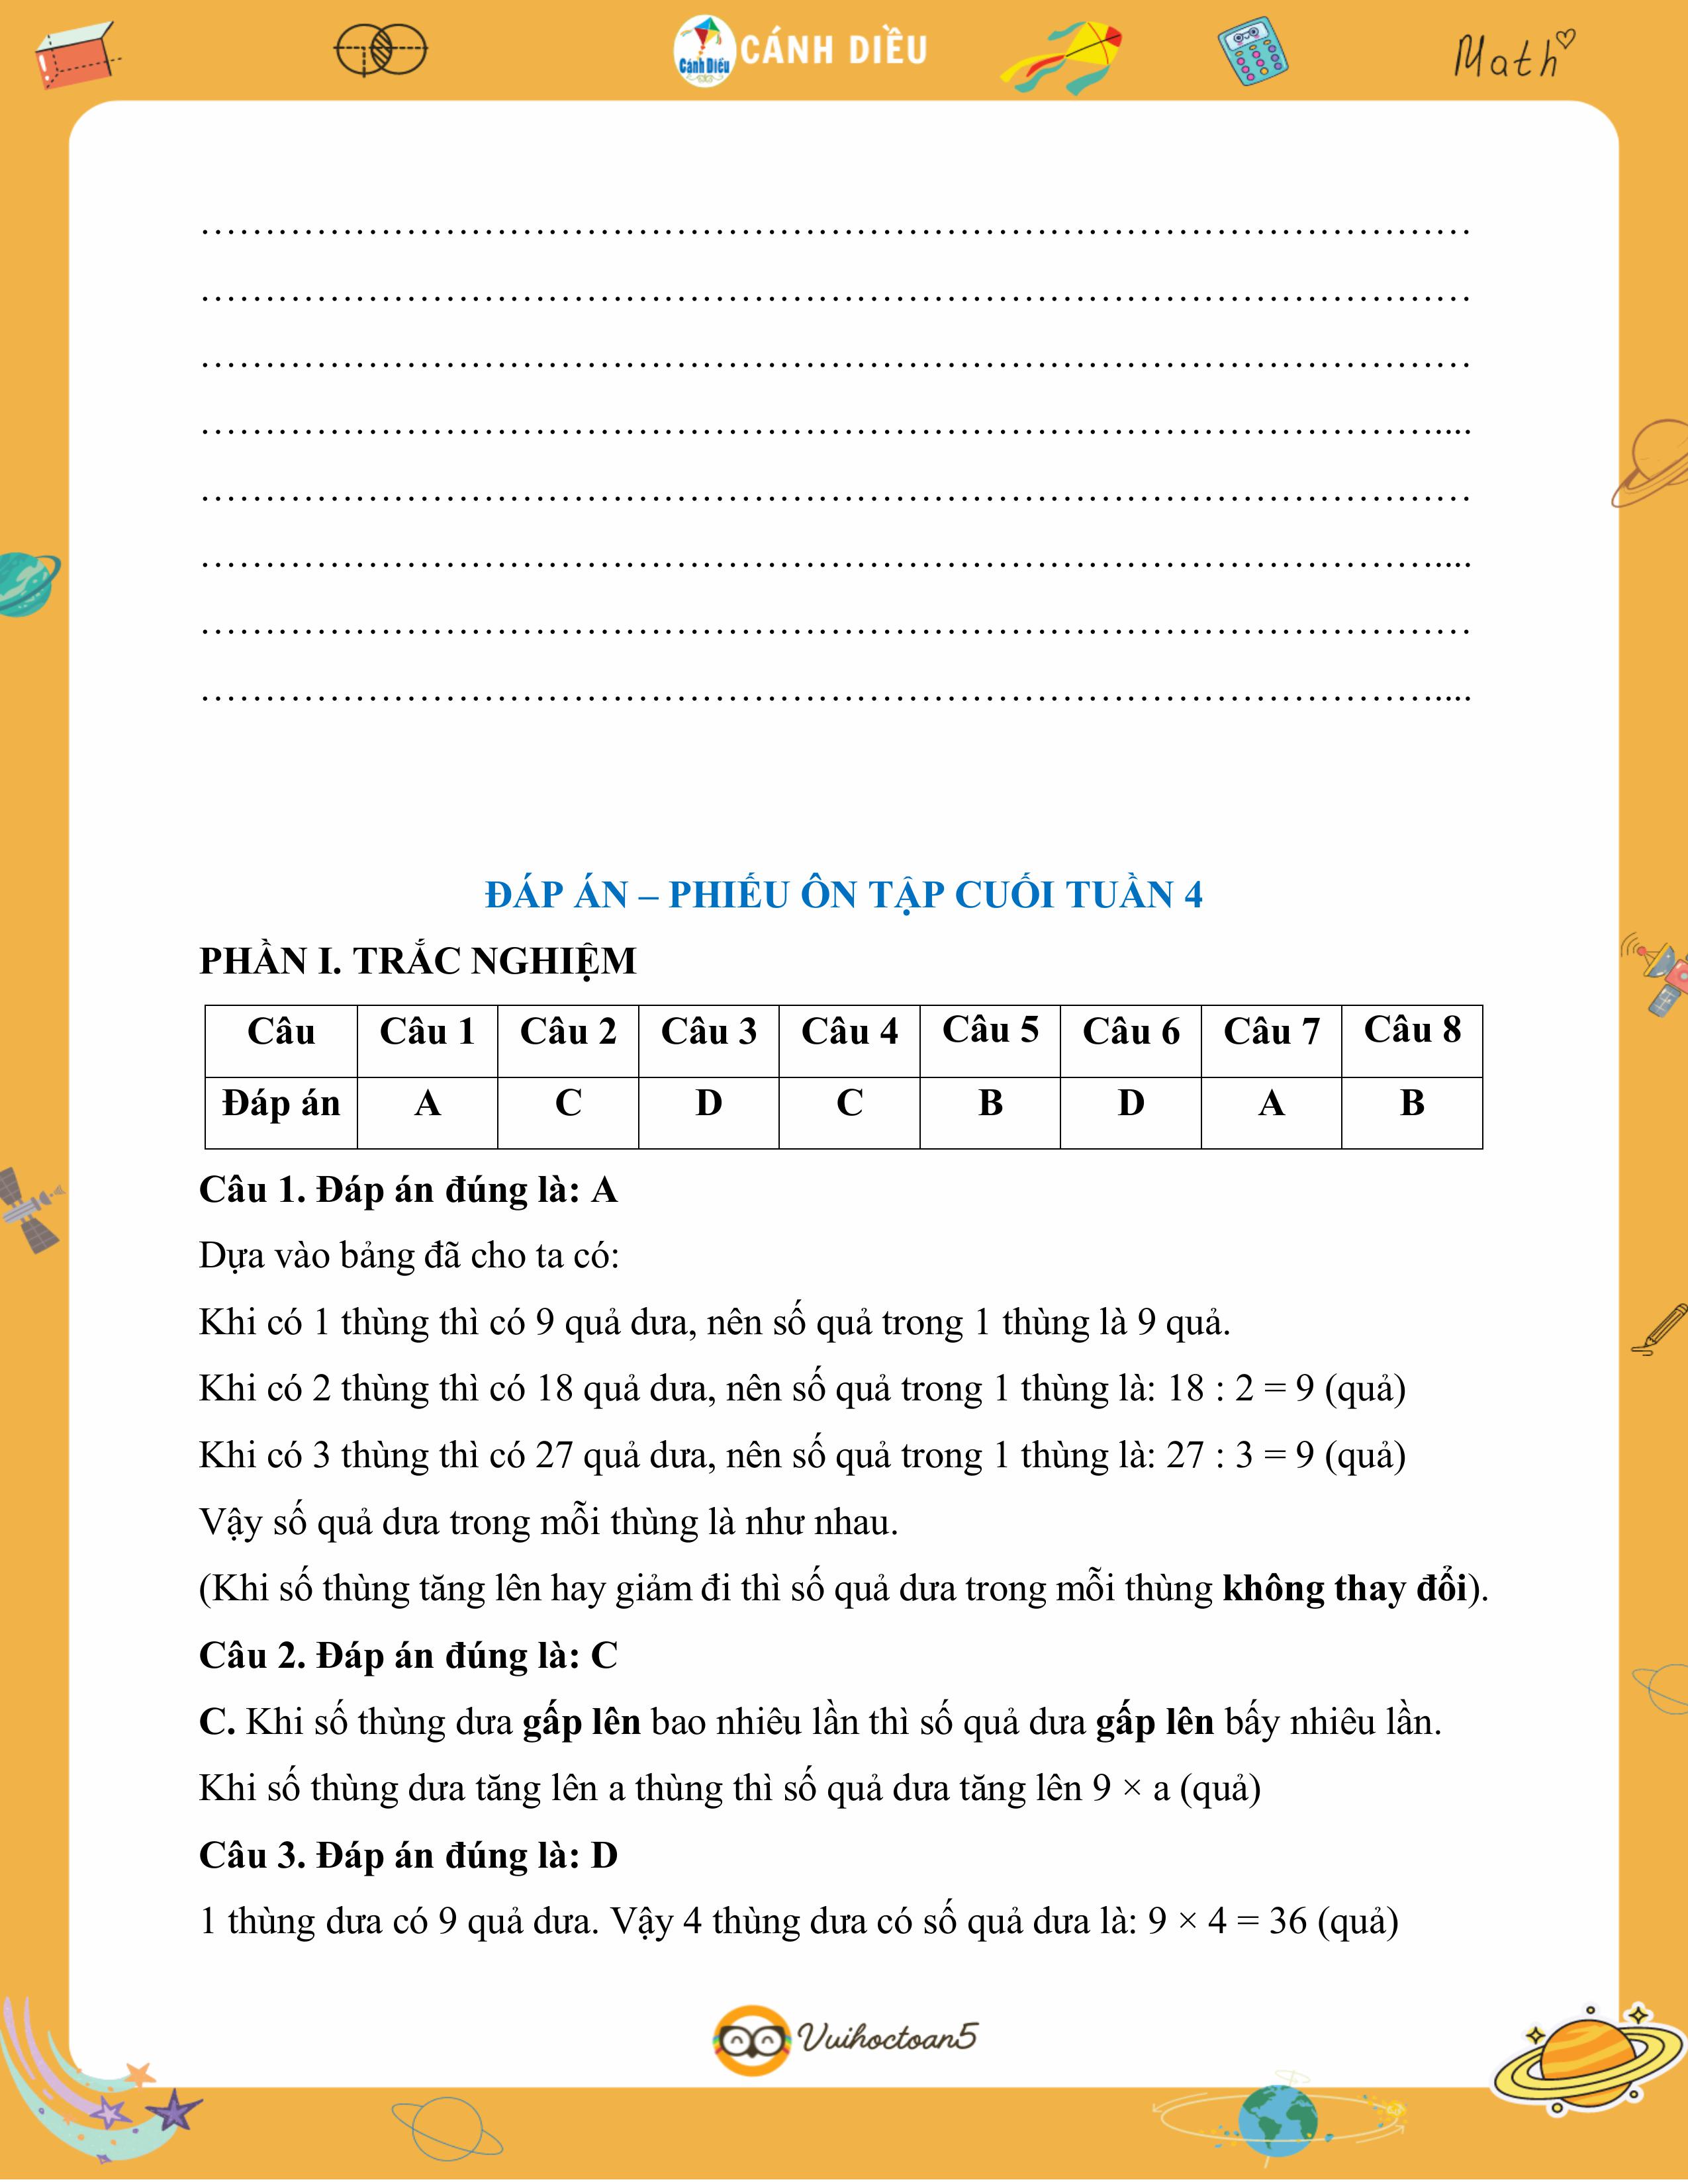 Cánh Diều CÁNH DIỀU
Math
……………………………………………………………………………………
……………………………………………………………………………………
……………………………………………………………………………………
…………………………………………………………………………………....
……………………………………………………………………………………
…………………………………………………………………………………....
……………………………………………………………………………………
…………………………………………………………………………………....
ĐÁP ÁN – PHIẾU ÔN TẬP CUỐI TUẦN 4
PHẦN I. TRẮC NGHIỆM
Câu Câu 1 Câu 2 Câu 3 Câu 4 Câu 5 Câu 6 Câu 7 Câu 8
Đáp án A C D C B D A B
Câu 1. Đáp án đúng là: A
Dựa vào bảng đã cho ta có:
Khi có 1 thùng thì có 9 quả dưa, nên số quả trong 1 thùng là 9 quả.
Khi có 2 thùng thì có 18 quả dưa, nên số quả trong 1 thùng là: 18 : 2 = 9 (quả)
Khi có 3 thùng thì có 27 quả dưa, nên số quả trong 1 thùng là: 27 : 3 = 9 (quả)
Vậy số quả dưa trong mỗi thùng là như nhau.
(Khi số thùng tăng lên hay giảm đi thì số quả dưa trong mỗi thùng không thay đổi).
Câu 2. Đáp án đúng là: C
C. Khi số thùng dưa gấp lên bao nhiêu lần thì số quả dưa gấp lên bấy nhiêu lần.
Khi số thùng dưa tăng lên a thùng thì số quả dưa tăng lên 9 × a (quả)
Câu 3. Đáp án đúng là: D
1 thùng dưa có 9 quả dưa. Vậy 4 thùng dưa có số quả dưa là: 9 × 4 = 36 (quả)
Vuihoctoan5